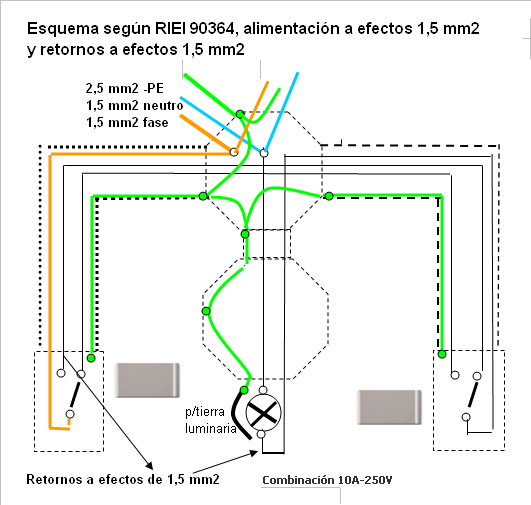 Esquema según RIEI 90364, alimentación a efectos 1,5 mm2
y retornos a efectos 1,5 mm2
2,5 mm2 -PE
1,5 mm2 neutro
1,5 mm2 fase
p/tierra
luminaria
Retornos a efectos de 1,5 mm2
Combinación 10A-250V